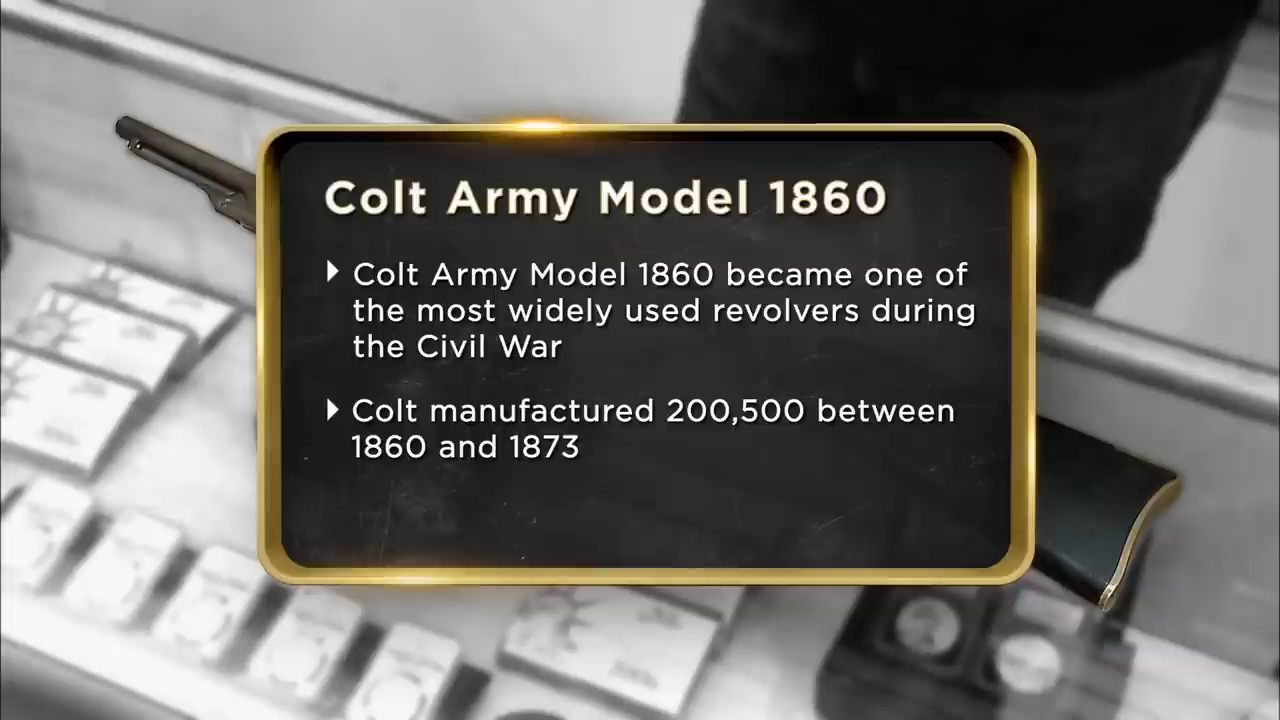 Colt Army Model 1860
Colt Army Model 1860 became one of
the most widely used revolvers during
the Civil War
Colt manufactured 200,500 between
1860 and 1873